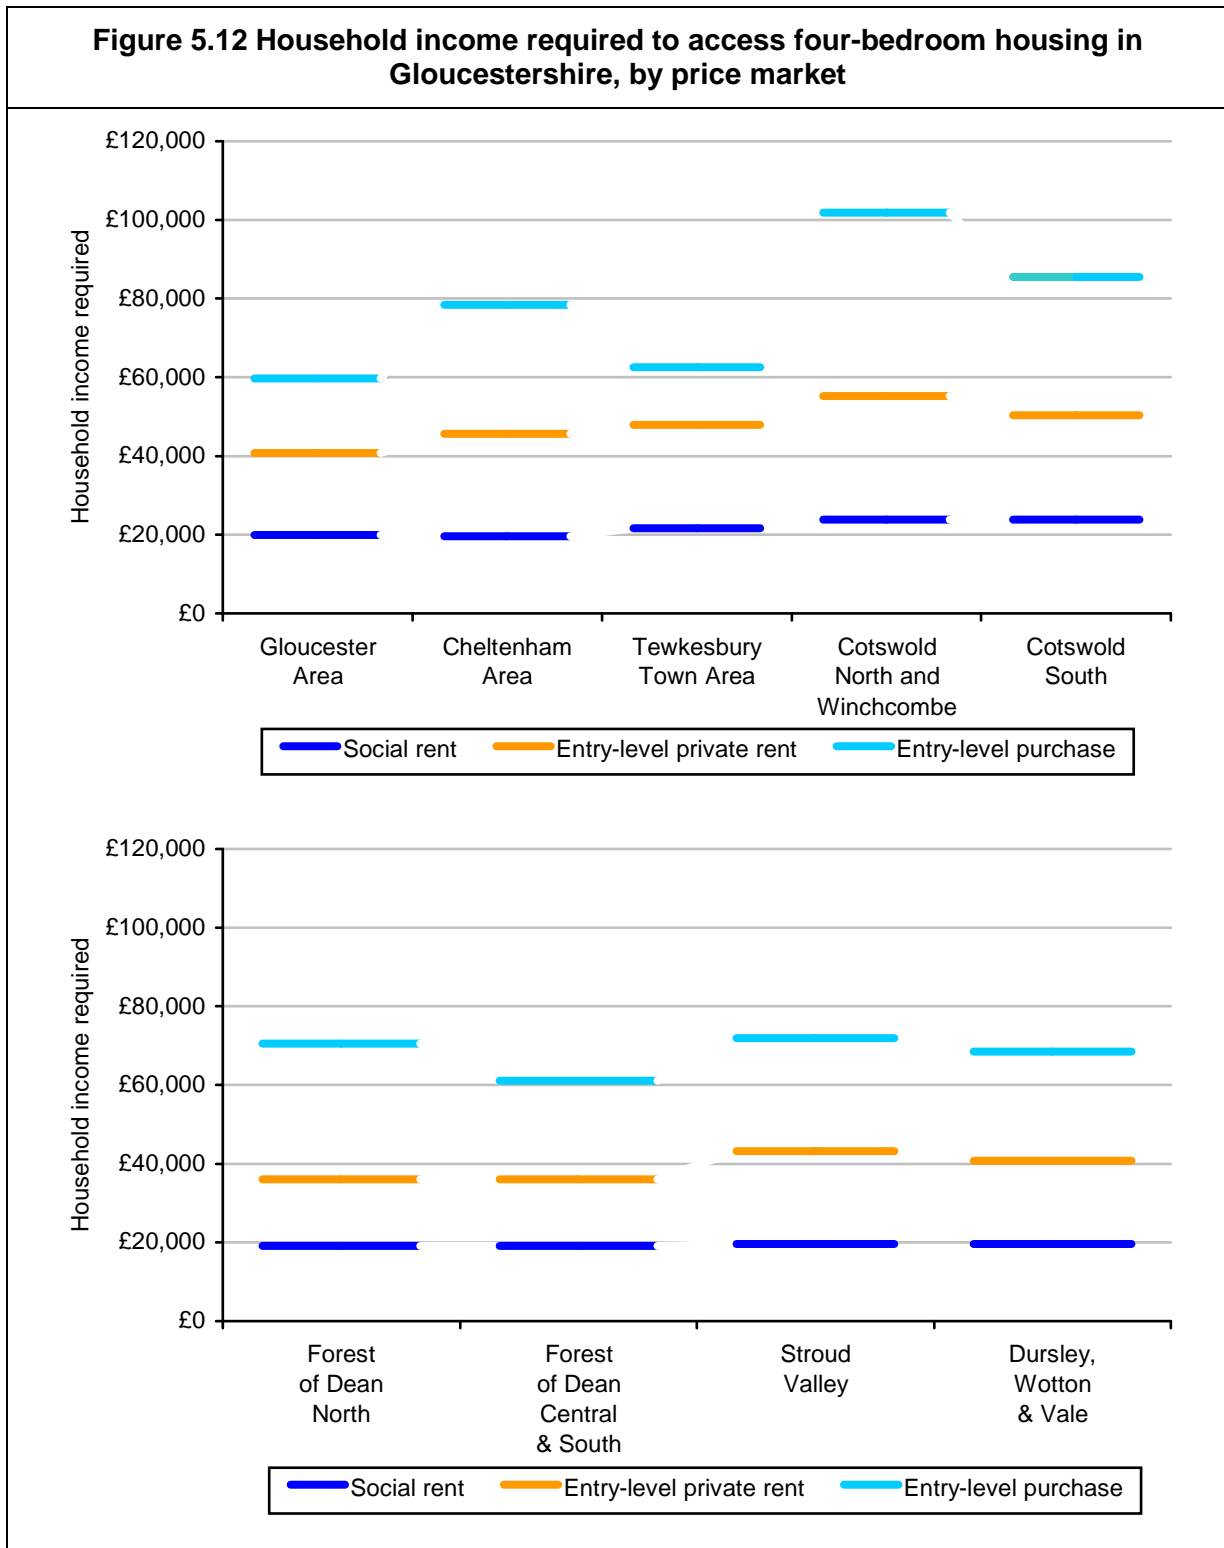 Figure 5.12 Household income required to access four-bedroom housing in
Gloucestershire, by price market
£120,000
£100,000
£80,000
£60,000
£40,000
£20,000
£0
Household income required
Gloucester
Area
Cheltenham
Area
Tewkesbury
Town Area
Cotswold
North and
Winchcombe
Cotswold
South
Social rent Entry-level private rent Entry-level purchase
£120,000
£100,000
£80,000
£60,000
£40,000
£20,000
£0
Household income required
Forest
of Dean
North
Forest
of Dean
Central
& South
Stroud
Valley
Dursley,
Wotton
& Vale
Social rent Entry-level private rent Entry-level purchase